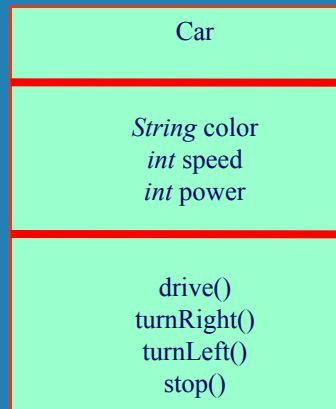 Car
String color
int speed
int power
drive()
turnRight()
turnLeft()
stop()